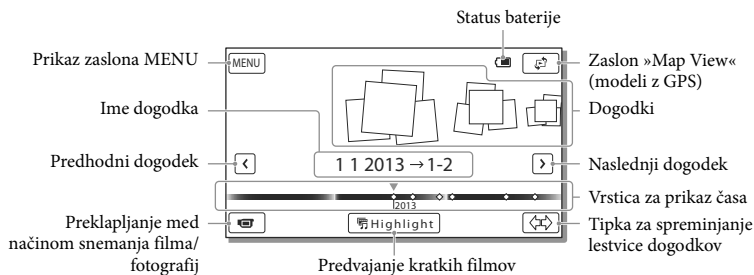 Status baterije
Prikaz zaslona MENU
MENU
Zaslon »Map View«
(modeli z GPS)
Ime dogodka
Dogodki
Predhodni dogodek
1 1 2013 →1-2
Naslednji dogodek
Vrstica za prikaz časa
2013
Preklapljanje med
načinom snemanja filma/
fotografij
Highlight
Tipka za spreminjanje
lestvice dogodkov
Predvajanje kratkih filmov